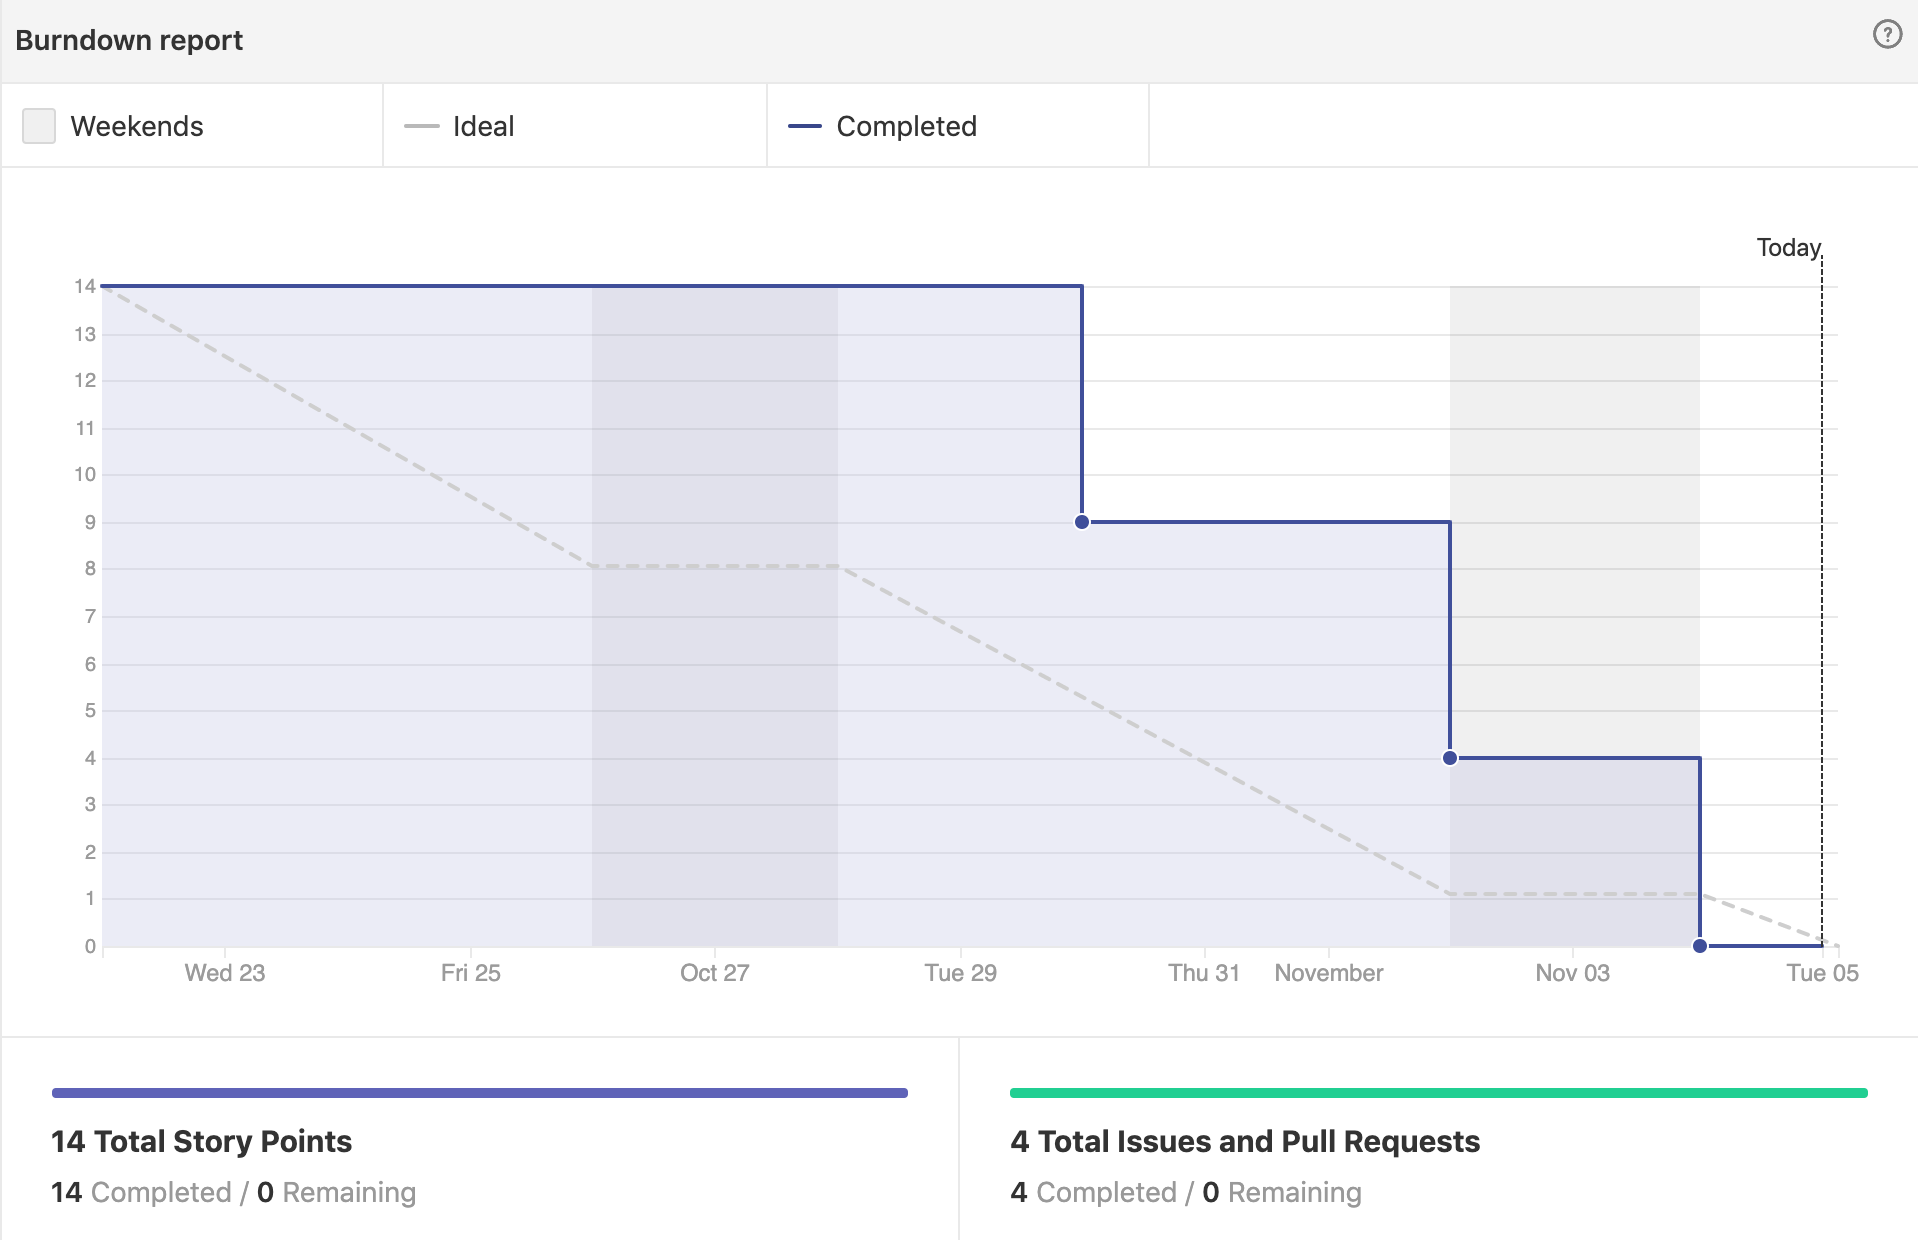 Burndown report
?
Weekends
Ideal
Completed
Today
14
13
12
11
10
9
8
7
6
5
4
3
2
1
0
Wed 23 Fri 25 Oct 27 Tue 29 Thu 31 November Nov 03 Tue 05
14 Total Story Points
14 Completed / 0 Remaining
4 Total Issues and Pull Requests
4 Completed / 0 Remaining